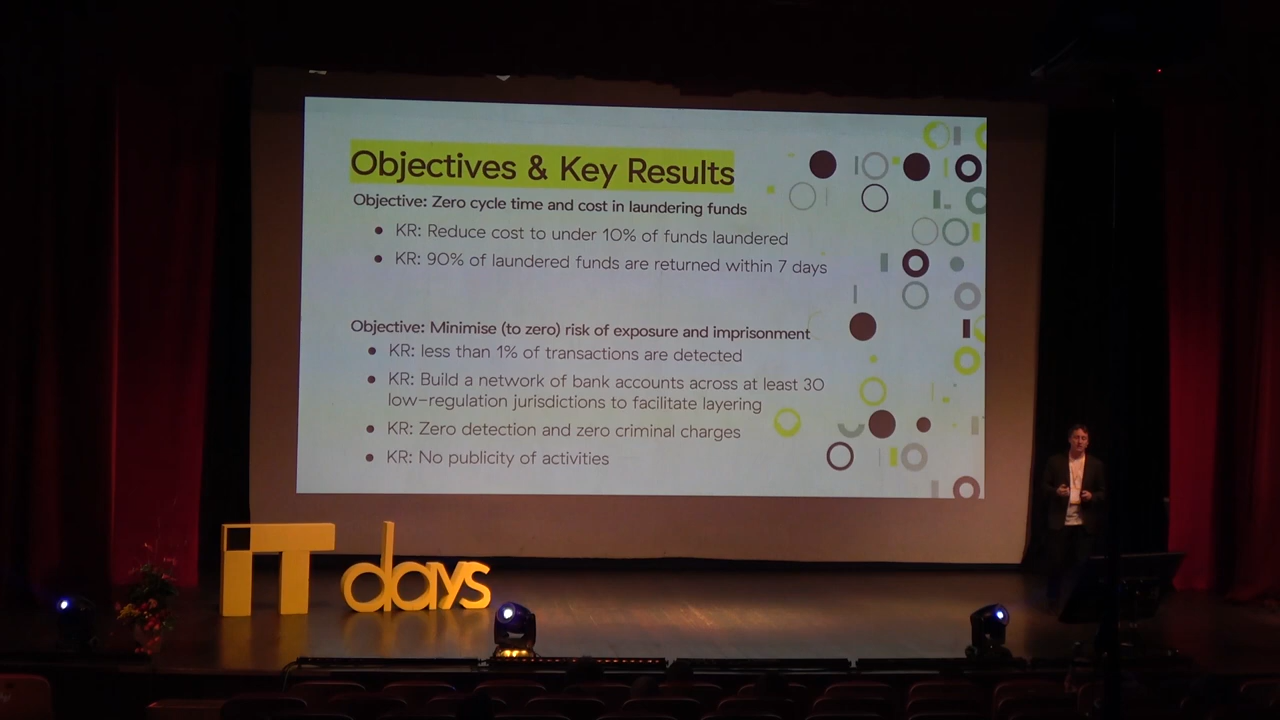 Objectives & Key Results
Objective: Zero cycle time and cost in laundering funds
• KR: Reduce cost to under 10% of funds laundered
• KR: 90% of laundered funds are returned within 7 days
Objective: Minimise (to zero) risk of exposure and imprisonment
• KR: less than 1% of transactions are detected
• KR: Build a network of bank accounts across at least 30
low-regulation jurisdictions to facilitate layering
• KR: Zero detection and zero criminal charges
• KR: No publicity of activities
iT days